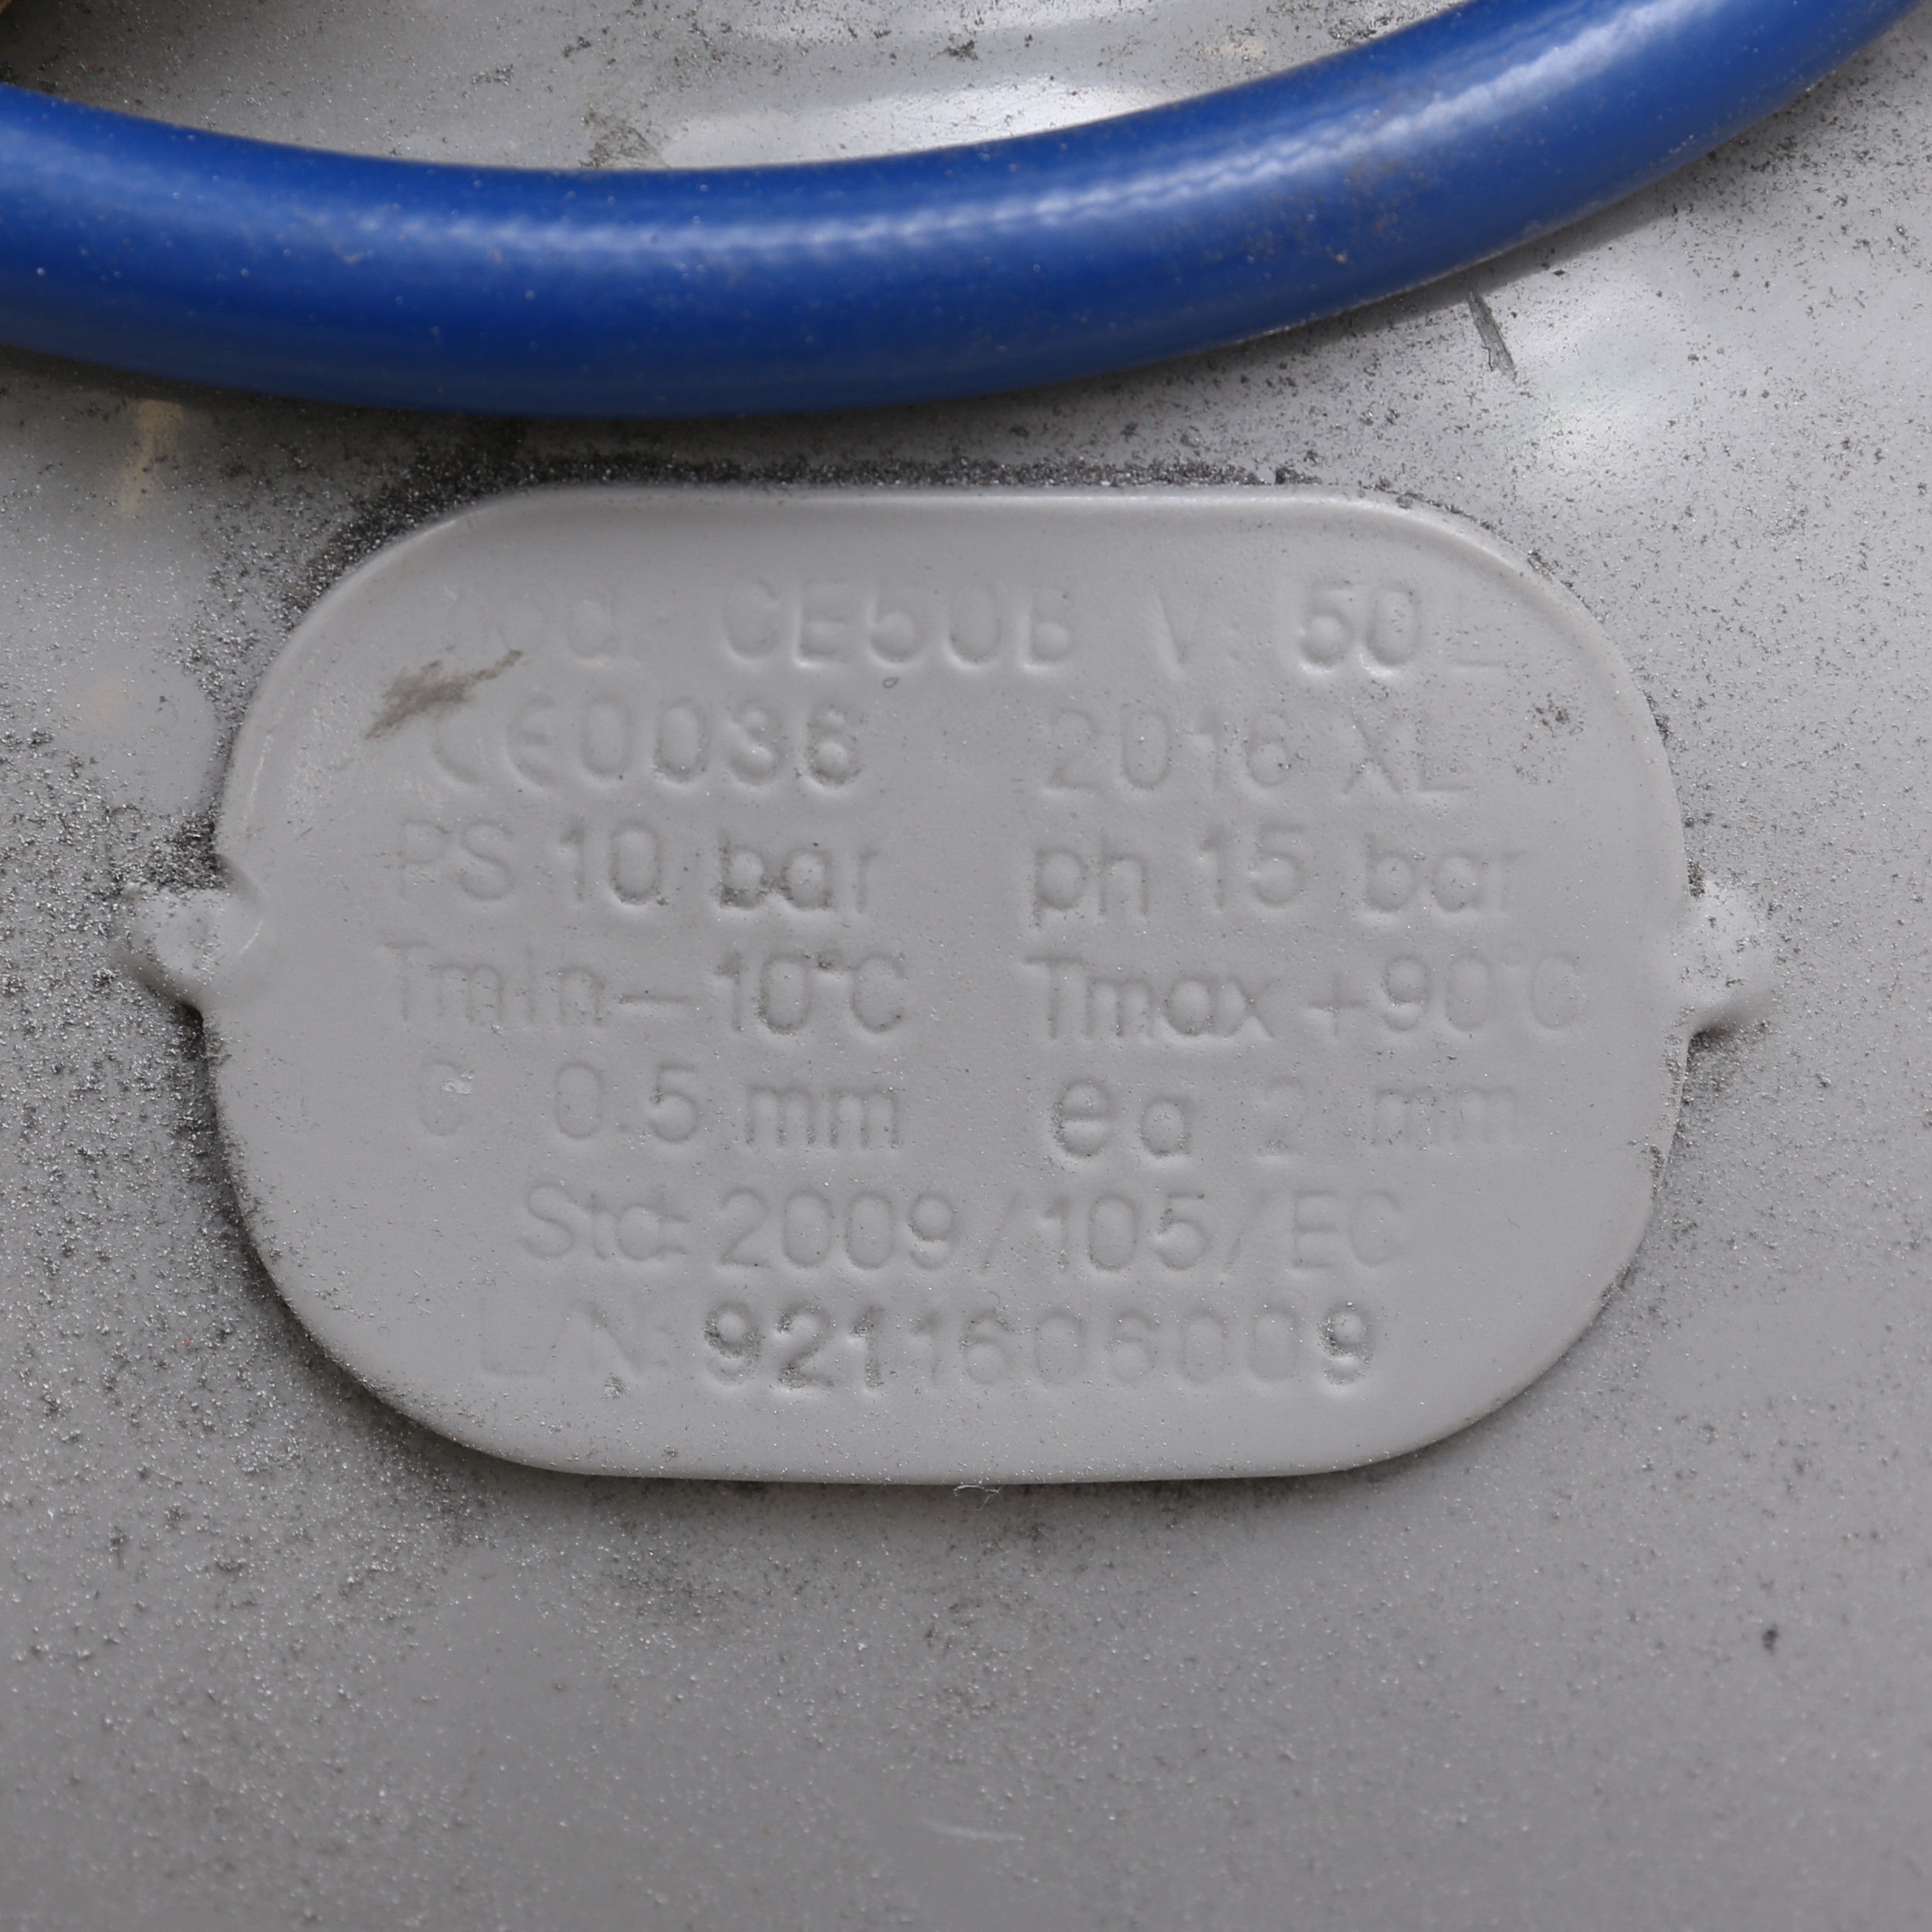 Mod. CE50B V. 50 L
CE0036 2016 XL
PS 10 bar ph 15 bar
Tmin-10°C Tmax+90°C
C 0.5 mm ea 2 mm
Std: 2009/105/EC
L/N: 9211606009